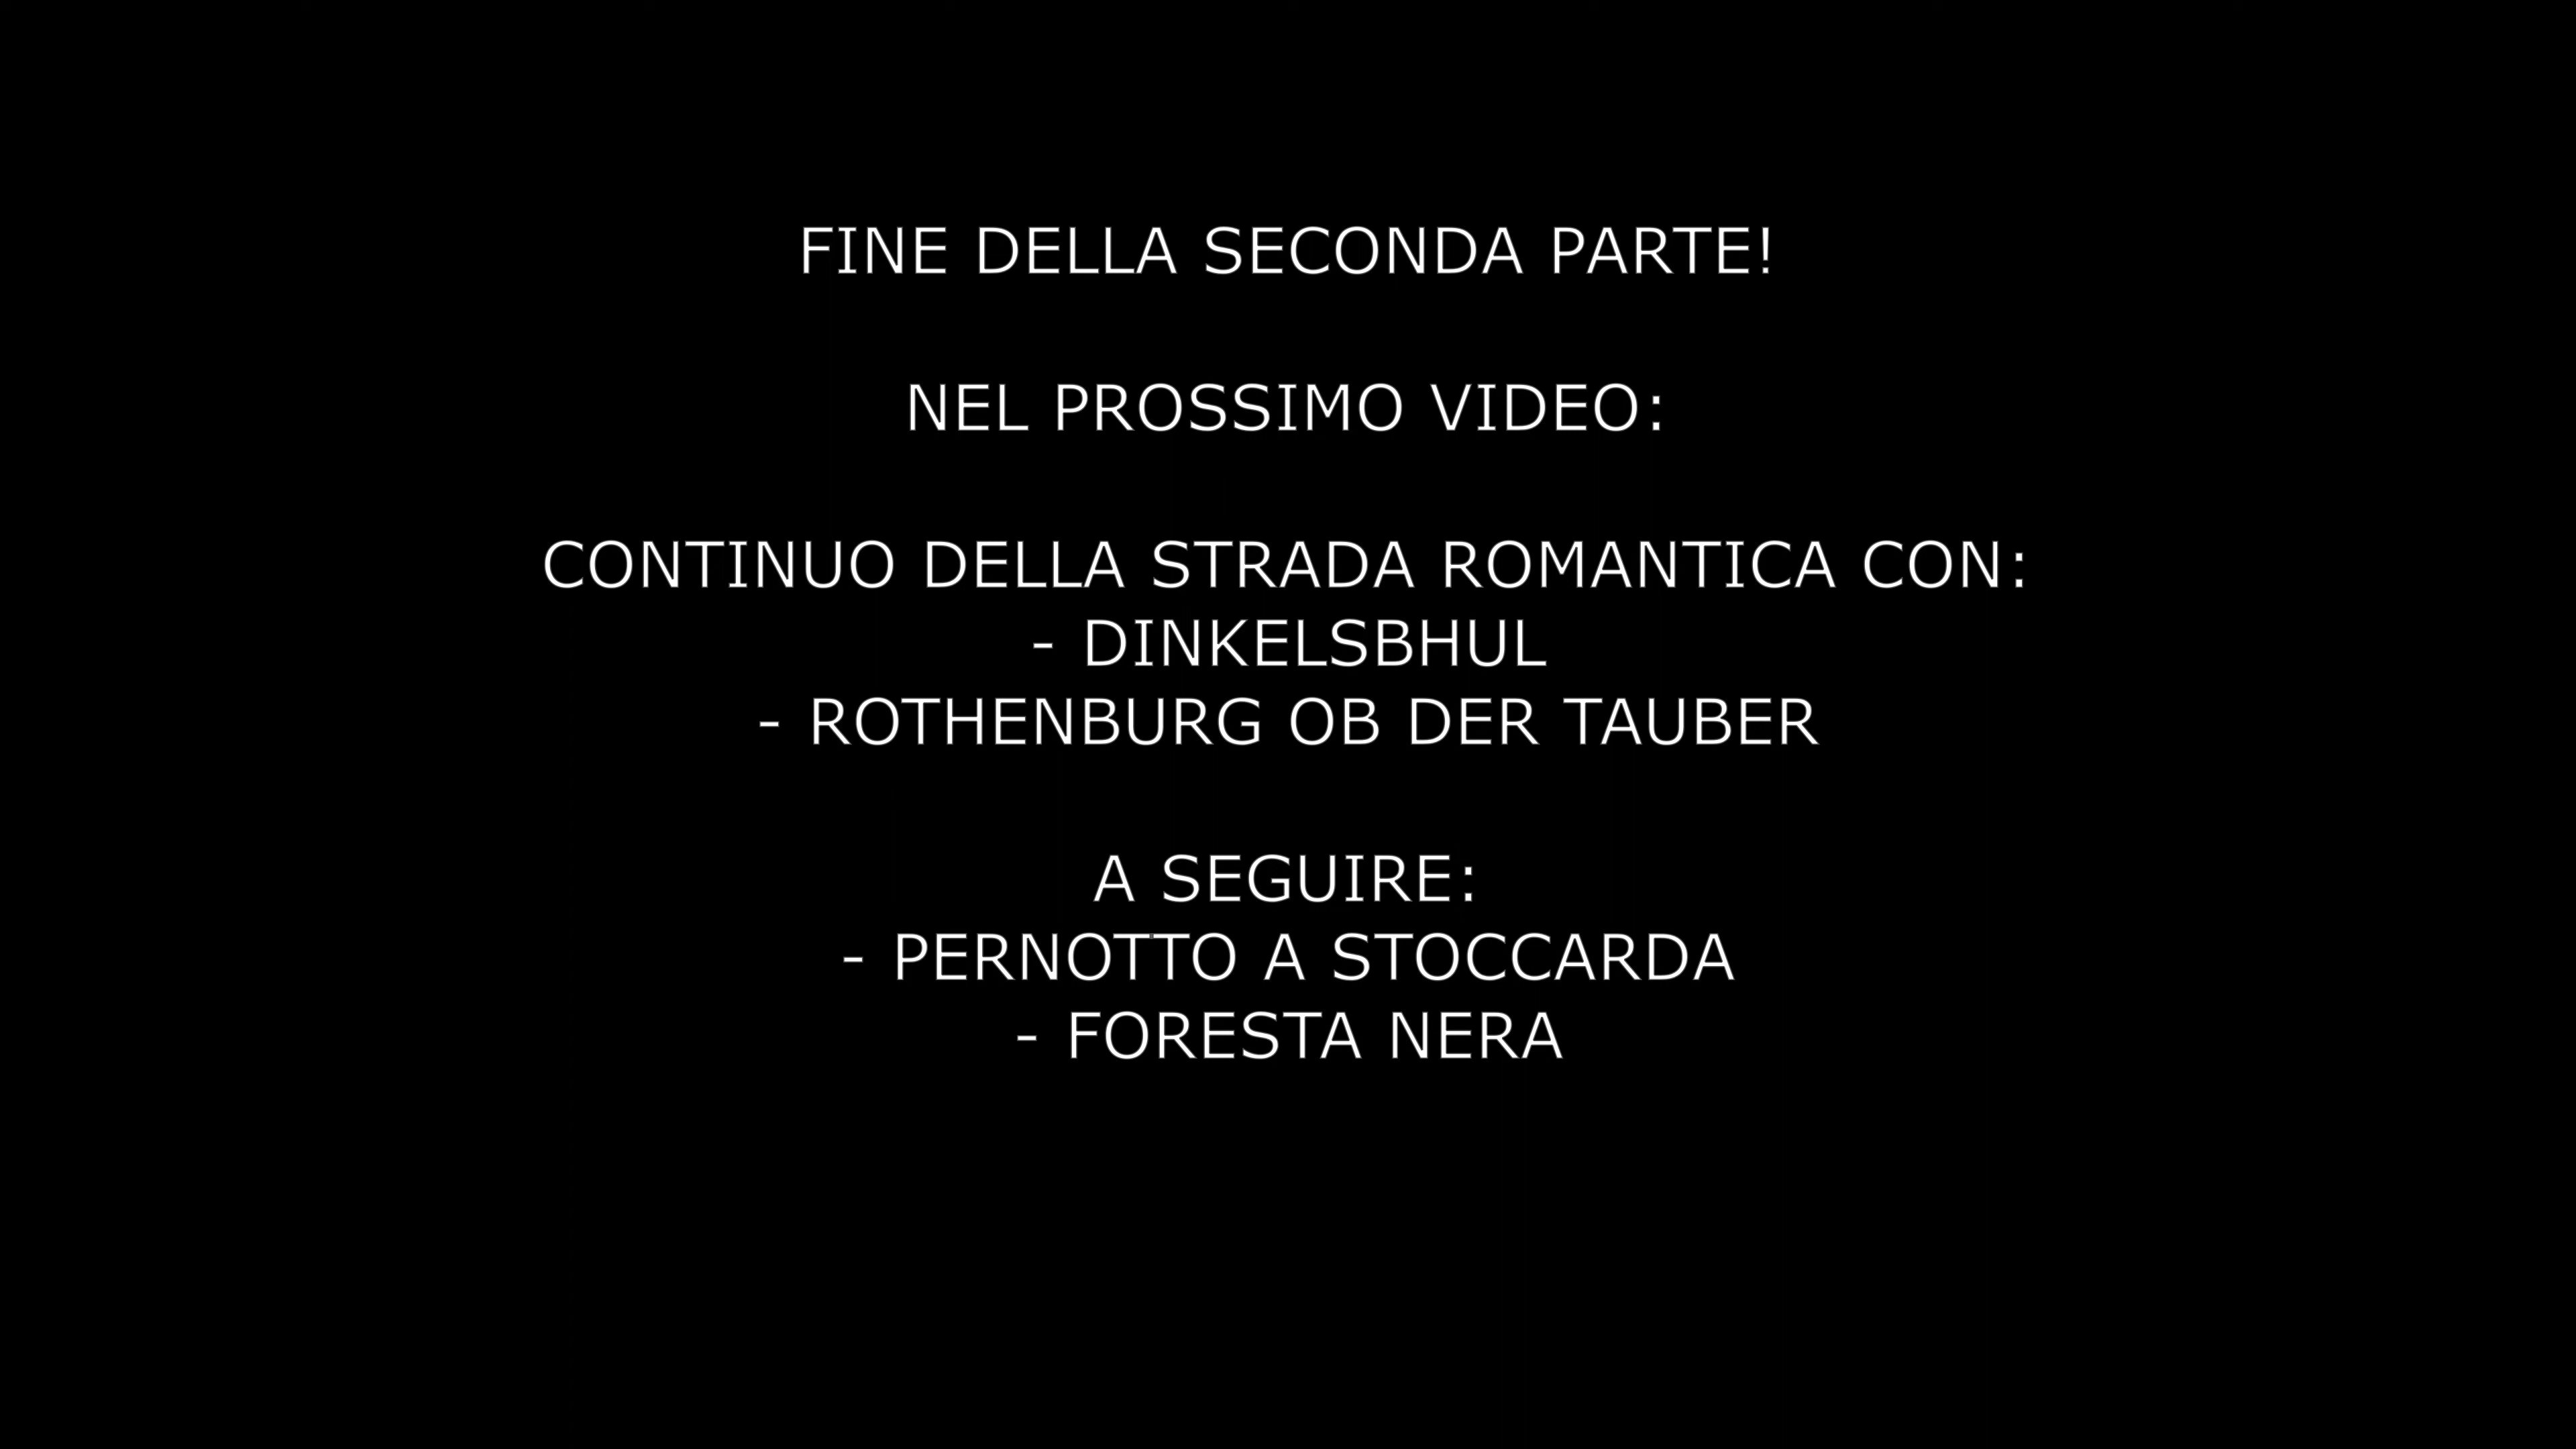 FINE DELLA SECONDA PARTE!
NEL PROSSIMO VIDEO:
CONTINUO DELLA STRADA ROMANTICA CON:
- DINKELSBHUL
- ROTHENBURG OB DER TAUBER
A SEGUIRE:
- PERNOTTO A STOCCARDA
- FORESTA NERA